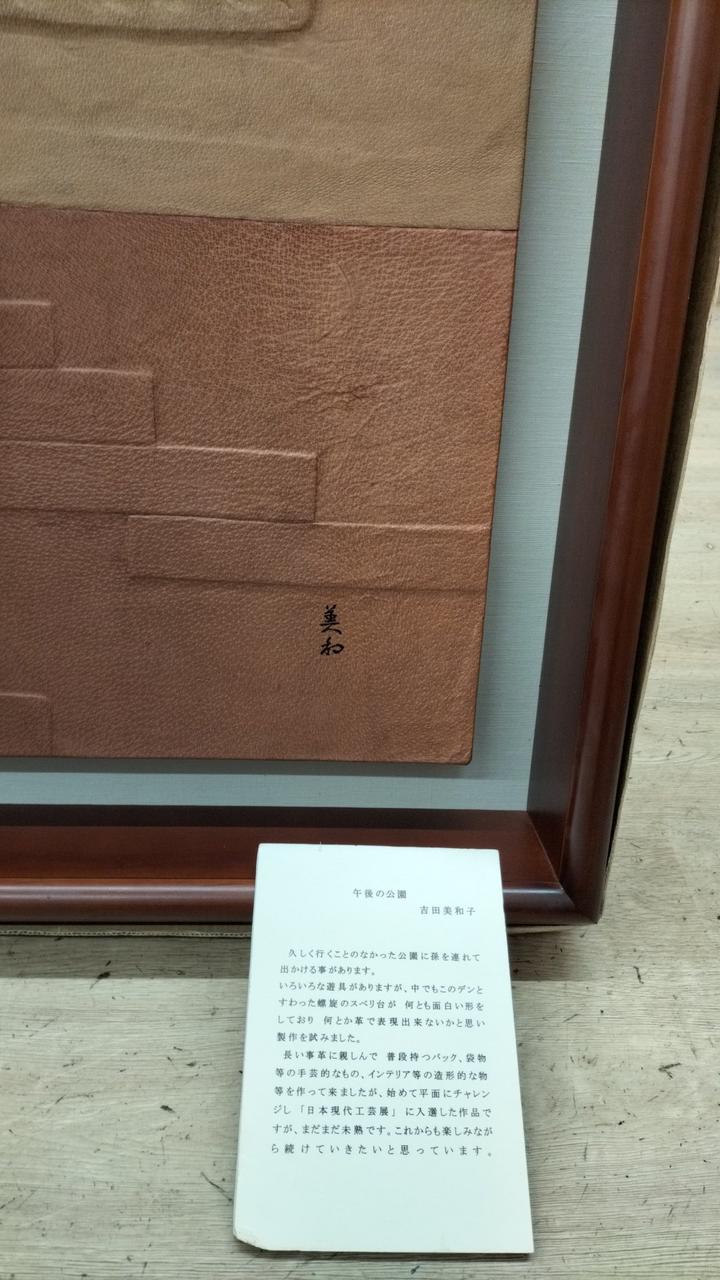 美
和
午後の公園
吉田美和子
久しく行くことのなかった公園に孫を連れて
出かける事があります。
いろいろな遊具がありますが、中でもこのデンと
すわった螺旋のスベリ台が 何とも面白い形を
しており 何とか革で表現出来ないかと思い
製作を試みました。
長い事革に親しんで 普段持つバック、袋物
等の手芸的なもの、インテリア等の造形的な物
等を作って来ましたが、始めて平面にチャレン
ジし「日本現代工芸展」に入選した作品で
すが、まだまだ未熟です。これからも楽しみなが
ら続けていきたいと思っています。